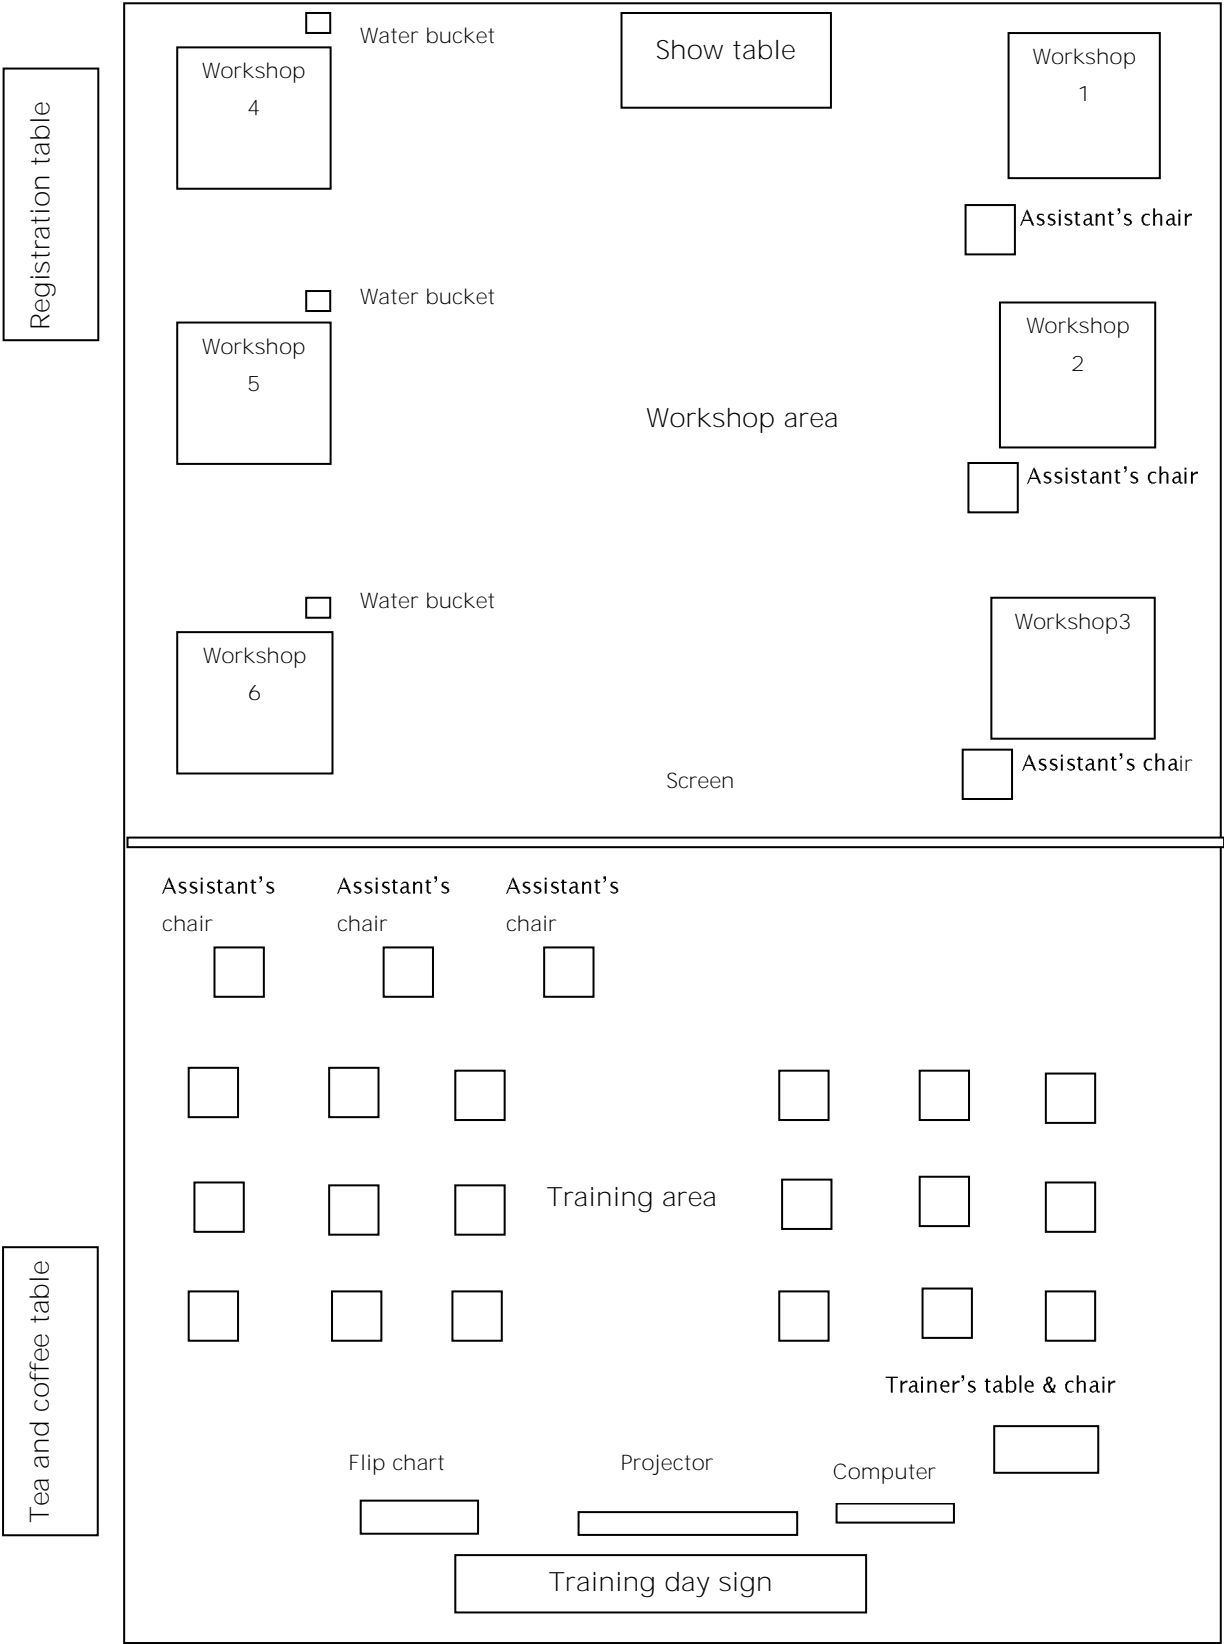 Water bucket
Show table
Workshop
4
Workshop
1
Registration table
Assistant’s chair
Water bucket
Workshop
5
Workshop
2
Workshop area
Assistant’s chair
Water bucket
Workshop
6
Workshop3
Screen
Assistant’s chair
Assistant’s
chair
Assistant’s
chair
Assistant’s
chair
Training area
Tea and coffee table
Trainer’s table & chair
Flip chart
Projector
Computer
Training day sign